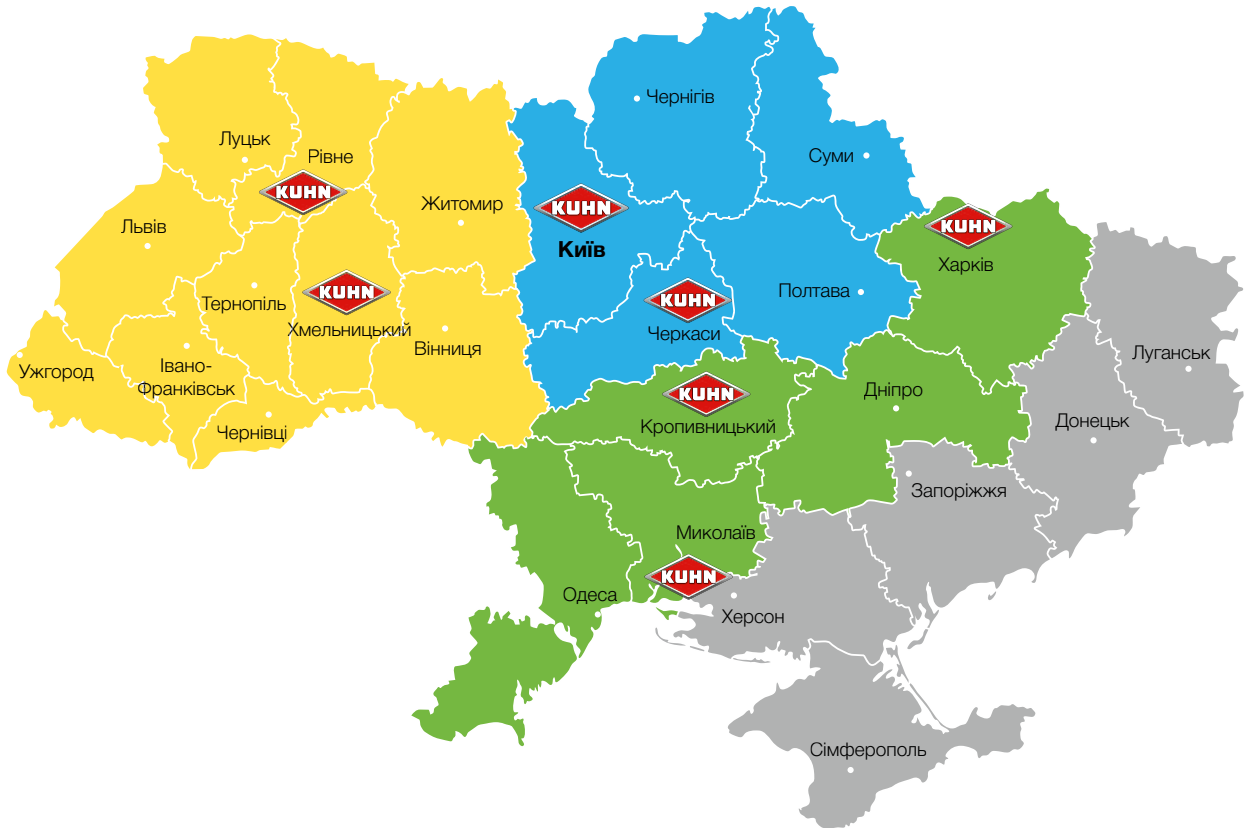 Чернігів
Луцьк
Рівне
Суми
KUHN
Житомир
KUHN
Львів
Київ
KUHN
Харків
Тернопіль
KUHN
Хмельницький
KUHN
Черкаси
Полтава
Вінниця
Ужгород
Івано-
Франківськ
Луганськ
Чернівці
KUHN
Кропивницький
Дніпро
Донецьк
Запоріжжя
Миколаїв
KUHN
Одеса
Херсон
Сімферополь